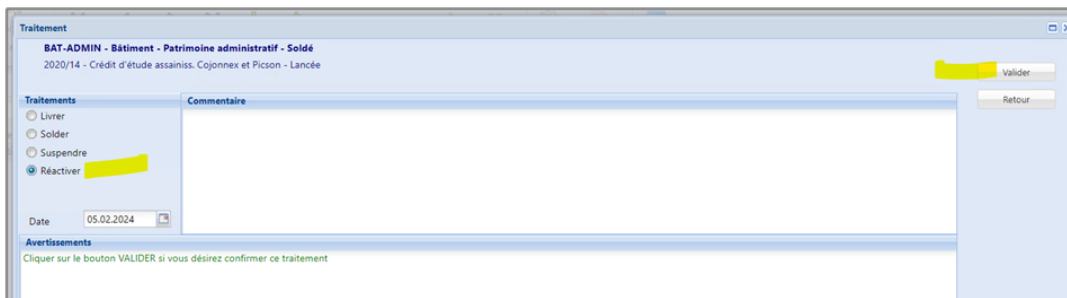 Traitement
BAT-ADMIN - Bâtiment - Patrimoine administratif - Soldé
2020/14 - Crédit d'étude assainiss. Cojonnex et Picson - Lancée
Valider
Retour
Traitements
Commentaire
Livrer
Solder
Suspendre
Réactiver
Date 05.02.2024
Avertissements
Cliquer sur le bouton VALIDER si vous désirez confirmer ce traitement